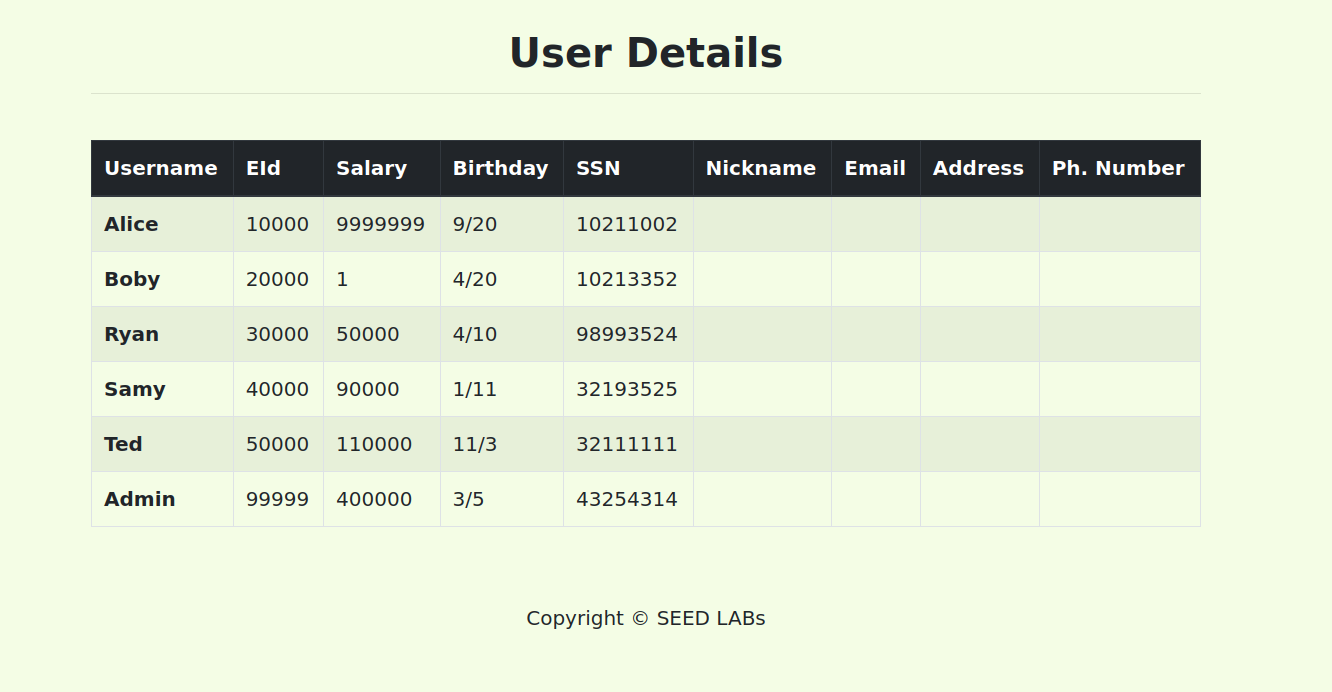 User Details
Username EId Salary Birthday SSN Nickname Email Address Ph. Number
Alice 10000 9999999 9/20 10211002
Boby 20000 1 4/20 10213352
Ryan 30000 50000 4/10 98993524
Samy 40000 90000 1/11 32193525
Ted 50000 110000 11/3 32111111
Admin 99999 400000 3/5 43254314
Copyright © SEED LABs